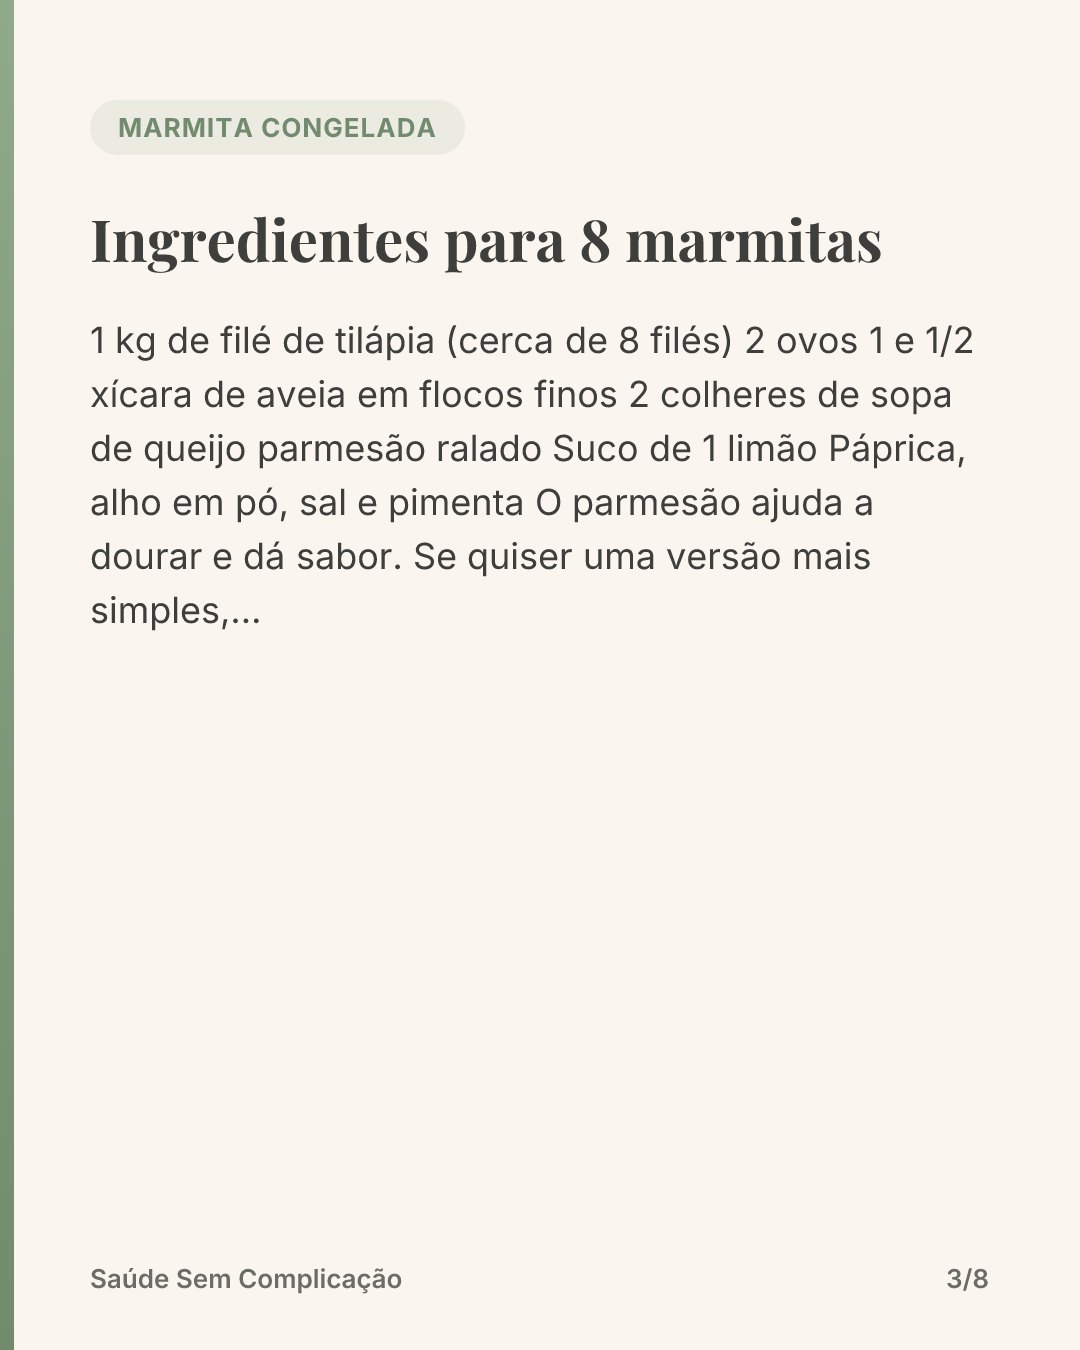 MARMITA CONGELADA
Ingredientes para 8 marmitas
1 kg de filé de tilápia (cerca de 8 filés) 2 ovos 1 e 1/2
xícara de aveia em flocos finos 2 colheres de sopa
de queijo parmesão ralado Suco de 1 limão Páprica,
alho em pó, sal e pimenta O parmesão ajuda a
dourar e dá sabor. Se quiser uma versão mais
simples,...
Saúde Sem Complicação
3/8